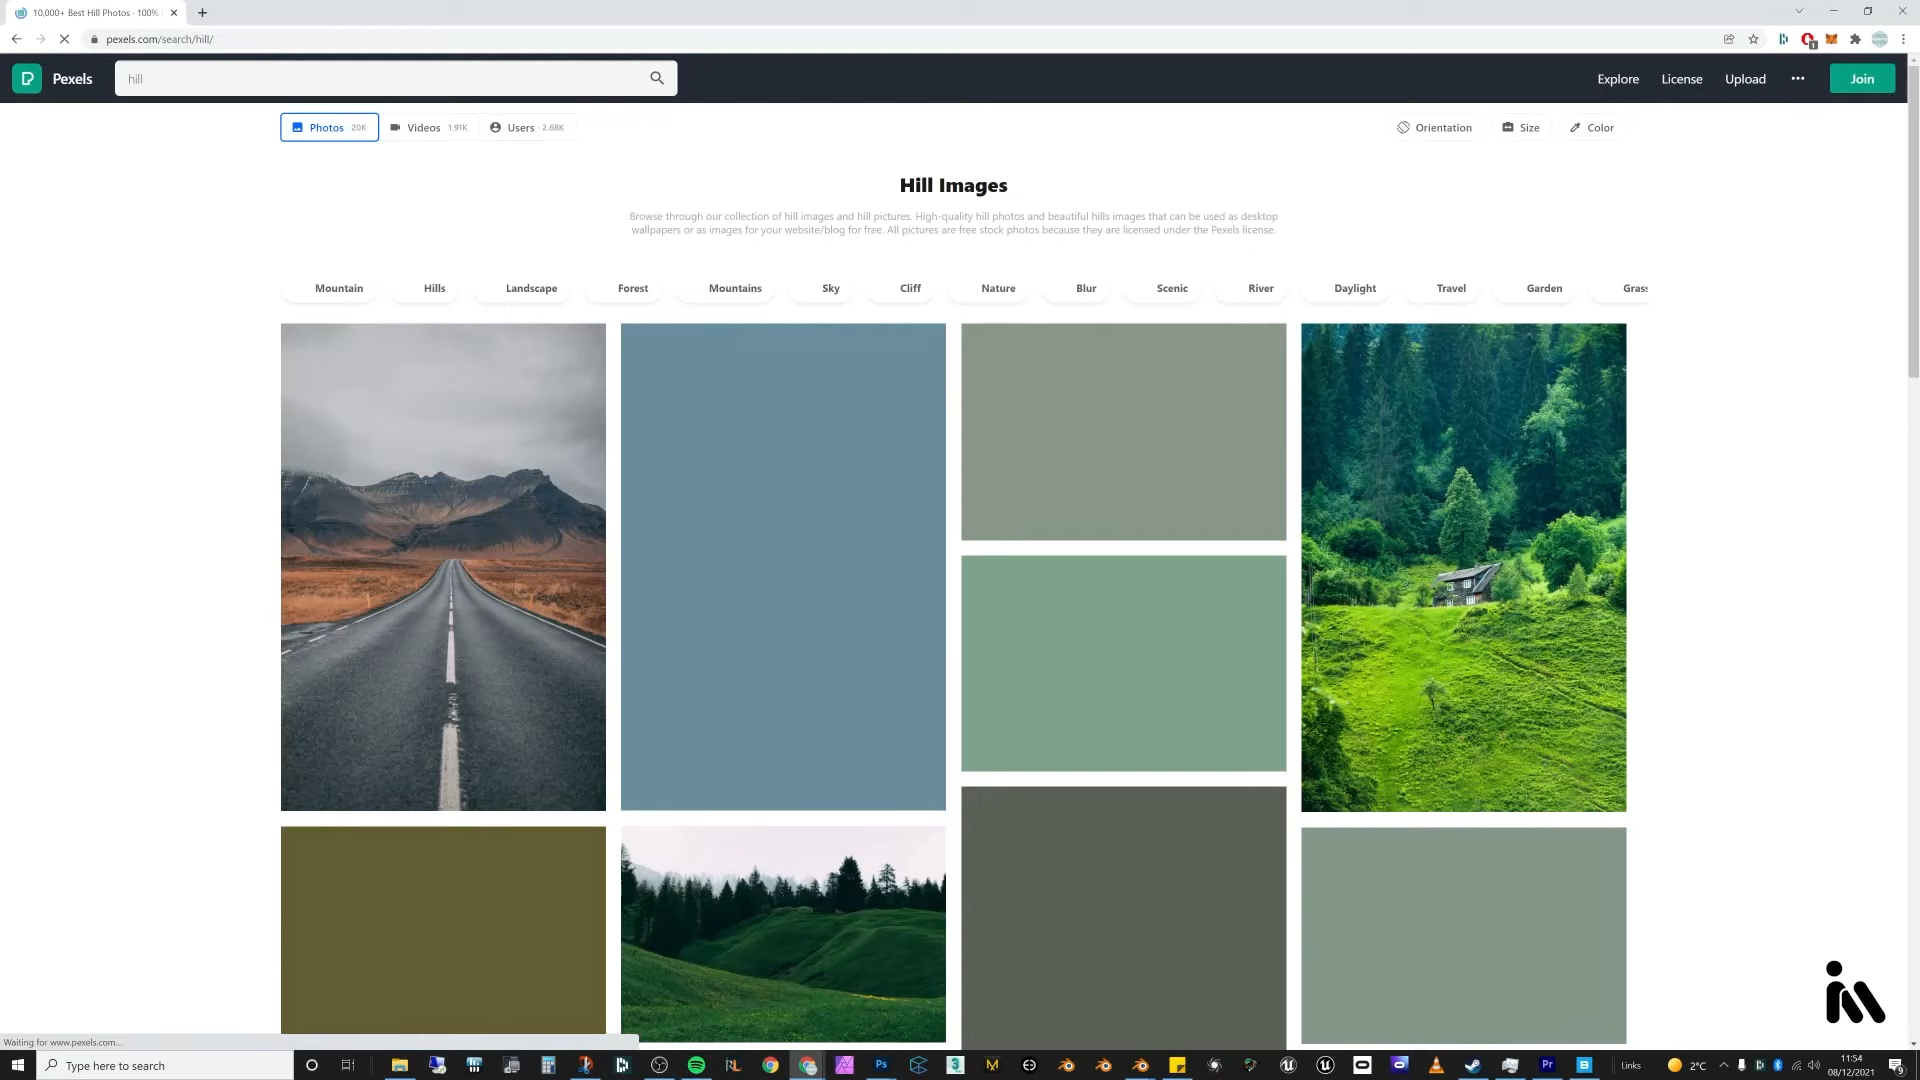 10,000+ Best Hill Photos · 100%
pexels.com/search/hill/
Pexels
hill
Explore
License
Upload
Join
Photos 20K
Videos 1.91K
Users 2.68K
Orientation
Size
Color
Hill Images
Browse through our collection of hill images and hill pictures. High-quality hill photos and beautiful hills images that can be used as desktop
wallpapers or as images for your website/blog for free. All pictures are free stock photos because they are licensed under the Pexels license.
Mountain
Hills
Landscape
Forest
Mountains
Sky
Cliff
Nature
Blur
Scenic
River
Daylight
Travel
Garden
Grass
Waiting for www.pexels.com...
Type here to search
Ps
Pr
Links
2°C
11:54
08/12/2021